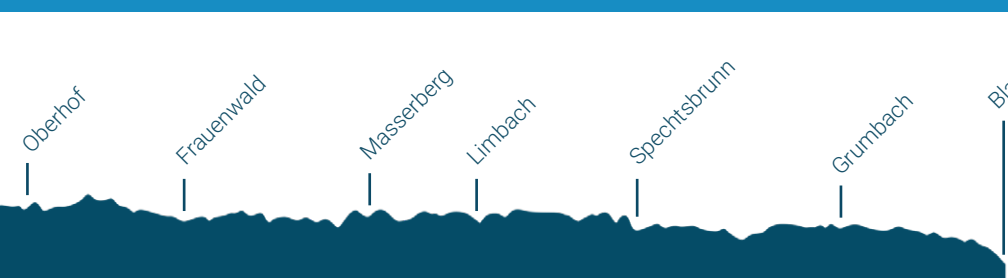 Oberhof
Frauenwald
Masserberg
Limbach
Spechtsbrunn
Grumbach